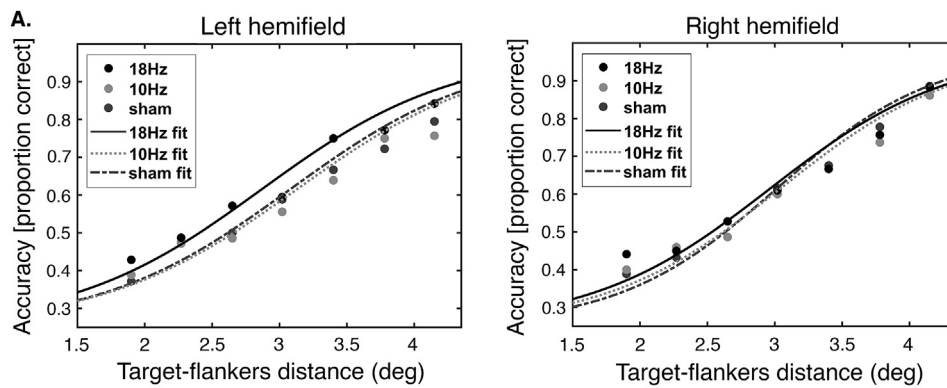 A.
Left hemifield
Accuracy [proportion correct]
0.9
0.8
0.7
0.6
0.5
0.4
0.3
18Hz
10Hz
sham
18Hz fit
10Hz fit
sham fit
1.5 2 2.5 3 3.5 4
Target-flankers distance (deg)
Right hemifield
Accuracy [proportion correct]
0.9
0.8
0.7
0.6
0.5
0.4
0.3
18Hz
10Hz
sham
18Hz fit
10Hz fit
sham fit
1.5 2 2.5 3 3.5 4
Target-flankers distance (deg)